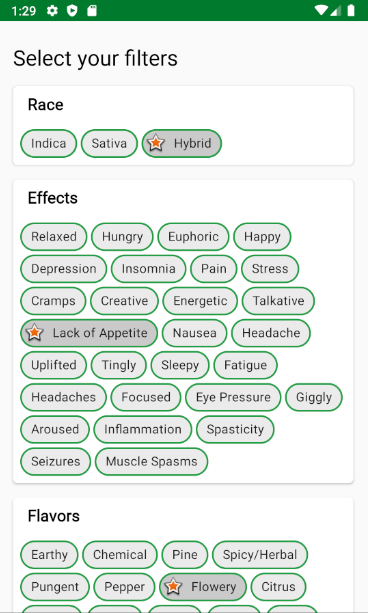 1:29
Select your filters
Race
Indica Sativa Hybrid
Effects
Relaxed Hungry Euphoric Happy
Depression Insomnia Pain Stress
Cramps Creative Energetic Talkative
Lack of Appetite Nausea Headache
Uplifted Tingly Sleepy Fatigue
Headaches Focused Eye Pressure Giggly
Aroused Inflammation Spasticity
Seizures Muscle Spasms
Flavors
Earthy Chemical Pine Spicy/Herbal
Pungent Pepper Flowery Citrus